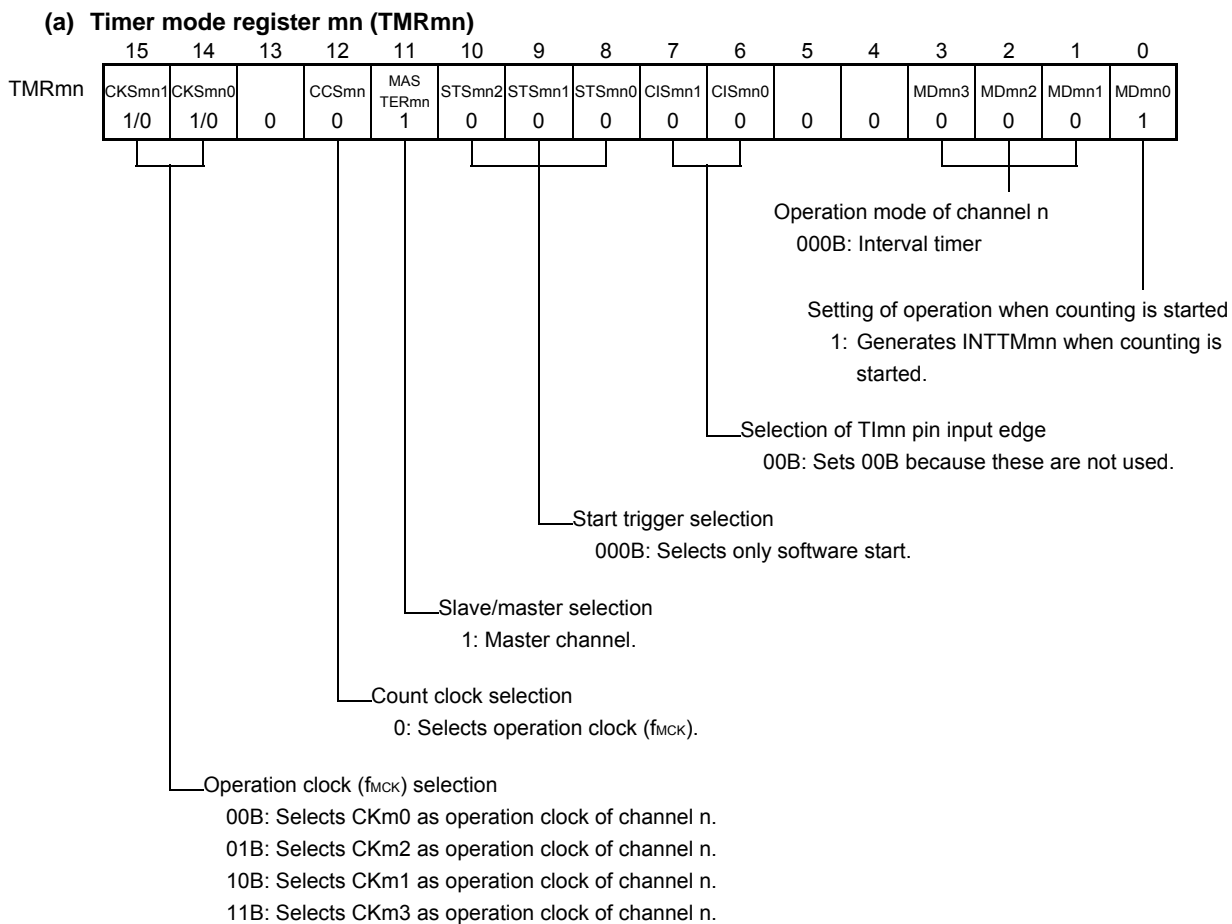 (a) Timer mode register mn (TMRmn)
15 14 13 12 11 10 9 8 7 6 5 4 3 2 1 0
TMRmn CKSmn1 CKSmn0 CCSmn MAS TERmn STSmn2 STSmn1 STSmn0 CISmn1 CISmn0 MDmn3 MDmn2 MDmn1 MDmn0
1/0 1/0 0 0 1 0 0 0 0 0 0 0 0 0 0 1
Operation mode of channel n
000B: Interval timer
Setting of operation when counting is started
1: Generates INTTMmn when counting is
started.
Selection of TImn pin input edge
00B: Sets 00B because these are not used.
Start trigger selection
000B: Selects only software start.
Slave/master selection
1: Master channel.
Count clock selection
0: Selects operation clock (fMCK).
Operation clock (fMCK) selection
00B: Selects CKm0 as operation clock of channel n.
01B: Selects CKm2 as operation clock of channel n.
10B: Selects CKm1 as operation clock of channel n.
11B: Selects CKm3 as operation clock of channel n.